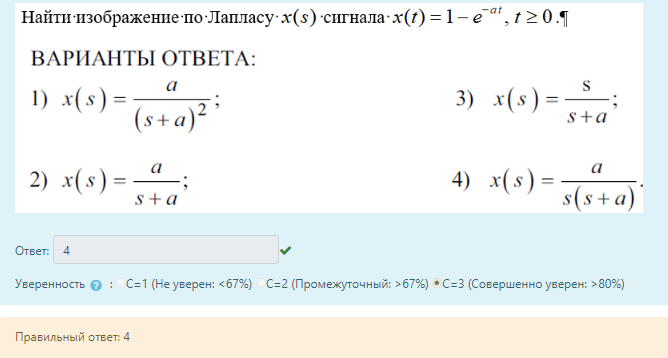 Найти·изображение·по·Лапласу·x(s)·сигнала·x(t) = 1 − e^{−at}, t ≥ 0.¶
ВАРИАНТЫ ОТВЕТА:
1) x(s) = a/(s+a)²;
3) x(s) = s/(s+a);
2) x(s) = a/(s+a);
4) x(s) = a/(s(s+a)).
Ответ: 4 ✔
Уверенность ? : C=1 (Не уверен: <67%) C=2 (Промежуточный: >67%) C=3 (Совершенно уверен: >80%)
Правильный ответ: 4